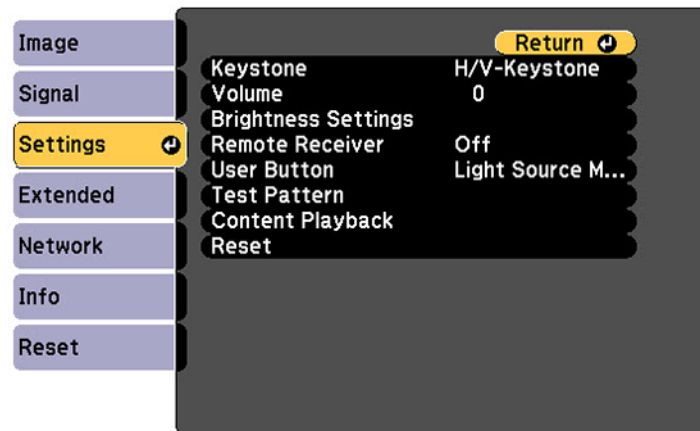 Image
Signal
Settings
Extended
Network
Info
Reset
Return
Keystone H/V-Keystone
Volume 0
Brightness Settings
Remote Receiver Off
User Button Light Source M...
Test Pattern
Content Playback
Reset